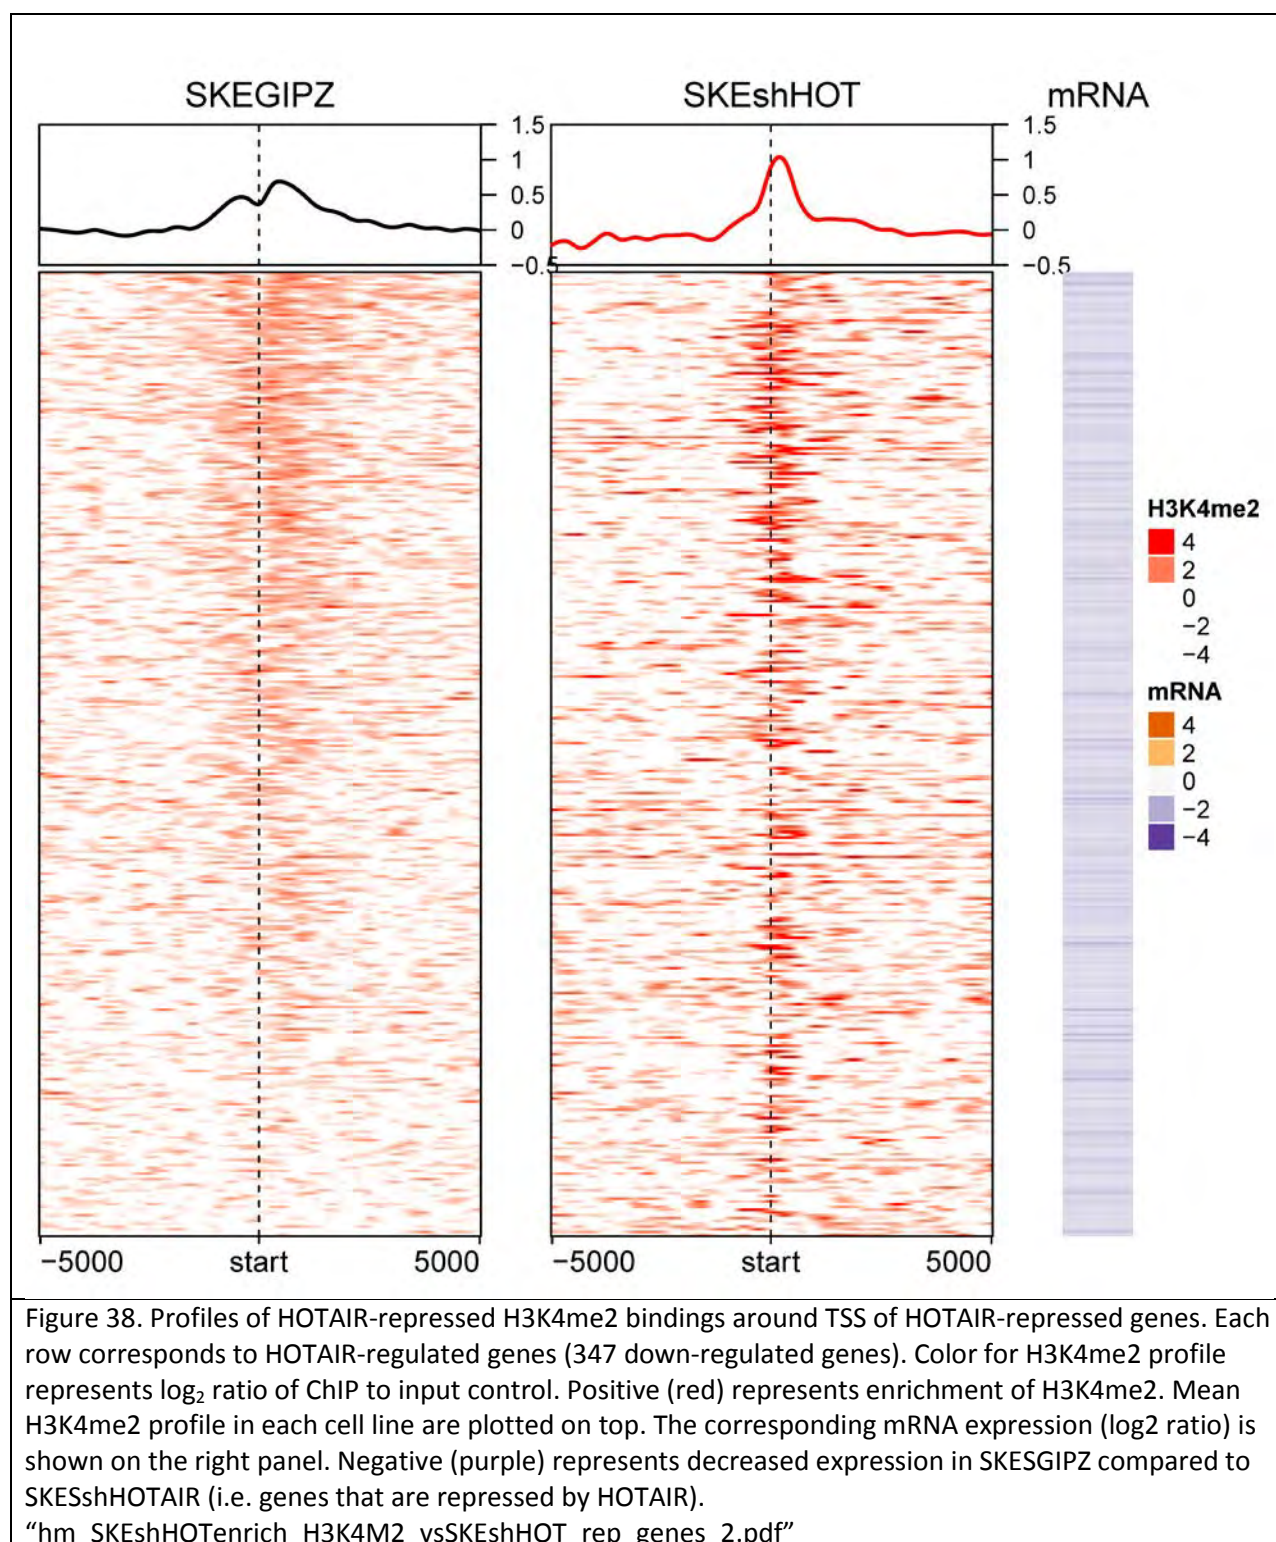 SKEGIPZ SKEshHOT mRNA
1.5 1.5
1 1
0.5 0.5
0 0
−0.5 −0.5
H3K4me2
4
2
0
−2
−4
mRNA
4
2
0
−2
−4
−5000 start 5000 −5000 start 5000
Figure 38. Profiles of HOTAIR-repressed H3K4me2 bindings around TSS of HOTAIR-repressed genes. Each
row corresponds to HOTAIR-regulated genes (347 down-regulated genes). Color for H3K4me2 profile
represents log₂ ratio of ChIP to input control. Positive (red) represents enrichment of H3K4me2. Mean
H3K4me2 profile in each cell line are plotted on top. The corresponding mRNA expression (log2 ratio) is
shown on the right panel. Negative (purple) represents decreased expression in SKESGIPZ compared to
SKESshHOTAIR (i.e. genes that are repressed by HOTAIR).
“hm_SKEshHOTenrich_H3K4M2_vsSKEshHOT_rep_genes_2.pdf”